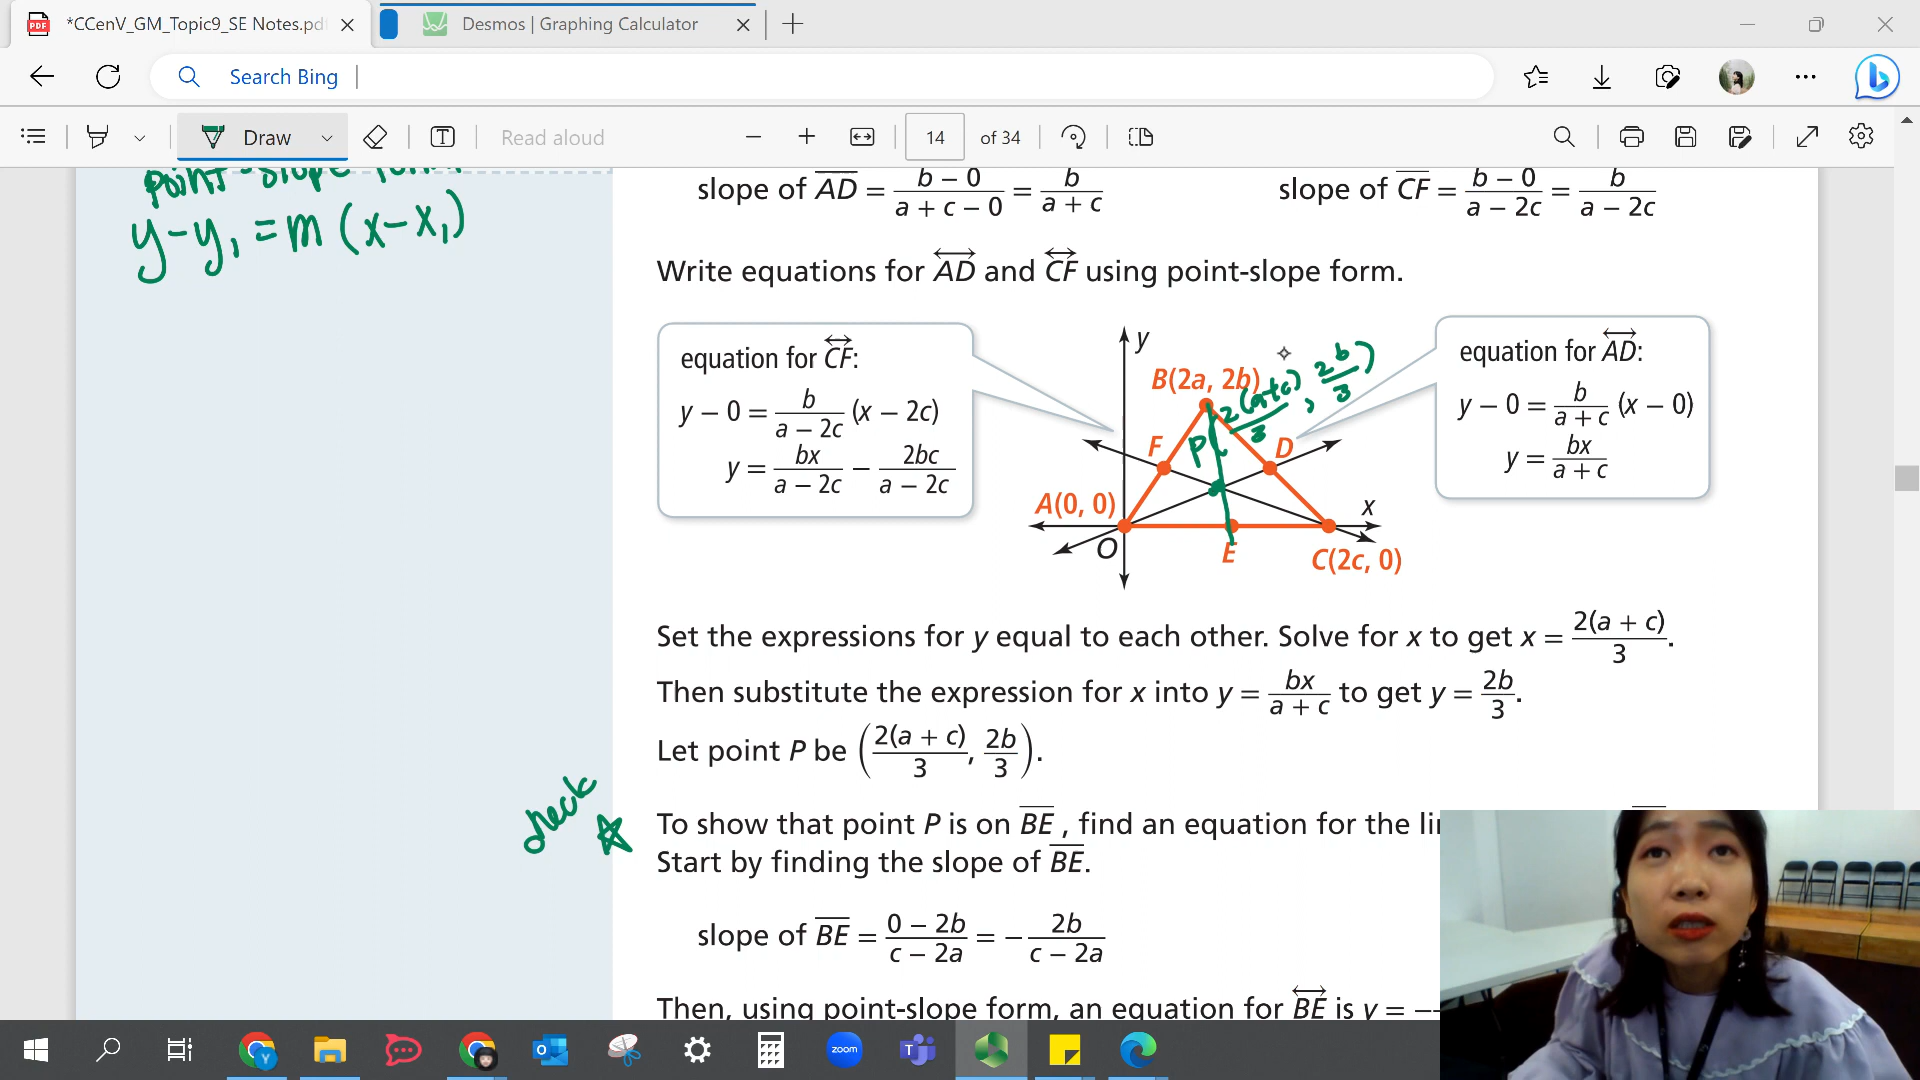 *CCenV_GM_Topic9_SE Notes.pdf
Desmos | Graphing Calculator
Search Bing
Draw
Read aloud
14 of 34
point-slope form
y-y₁ = m (x-x₁)
slope of AD = (b − 0)/(a + c − 0) = b/(a + c)
slope of CF = (b − 0)/(a − 2c) = b/(a − 2c)
Write equations for AD and CF using point-slope form.
equation for CF:
y − 0 = b/(a − 2c) (x − 2c)
y = bx/(a − 2c) − 2bc/(a − 2c)
y
B(2a, 2b)
P (2(a+c)/3, 2b/3)
F
D
A(0, 0)
x
O
E
C(2c, 0)
equation for AD:
y − 0 = b/(a + c) (x − 0)
y = bx/(a + c)
Set the expressions for y equal to each other. Solve for x to get x = 2(a + c)/3.
Then substitute the expression for x into y = bx/(a + c) to get y = 2b/3.
Let point P be (2(a + c)/3, 2b/3).
check
To show that point P is on BE, find an equation for the
Start by finding the slope of BE.
slope of BE = (0 − 2b)/(c − 2a) = − 2b/(c − 2a)
Then, using point-slope form, an equation for BE is y = −
zoom